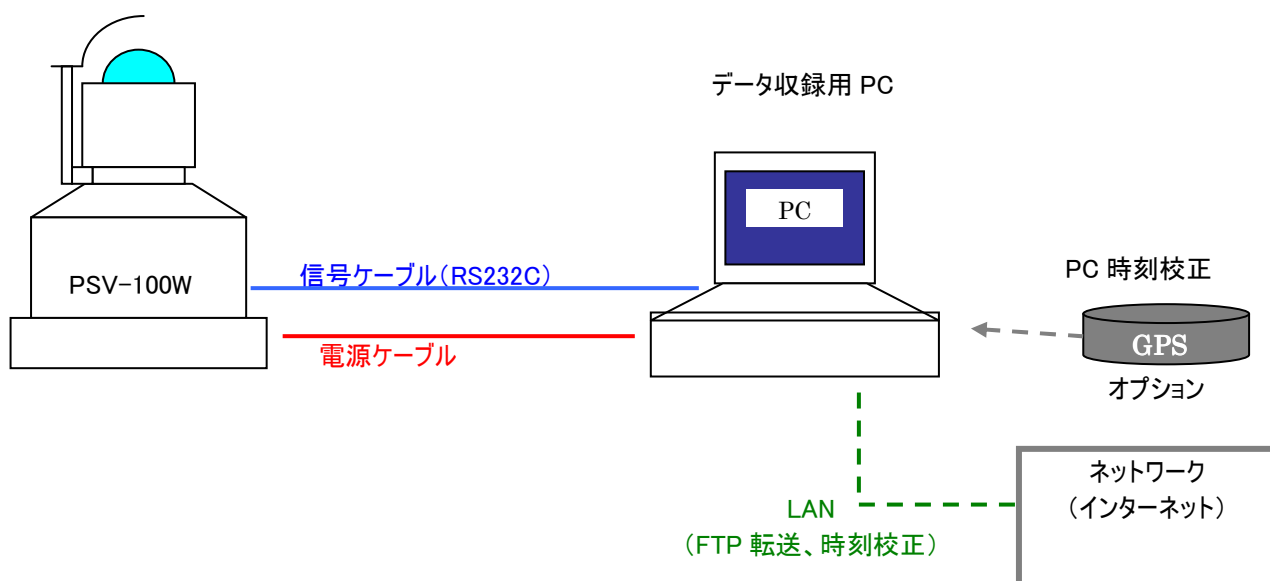 データ収録用 PC
PC
PSV-100W
信号ケーブル(RS232C)
電源ケーブル
PC 時刻校正
GPS
オプション
ネットワーク
(インターネット)
LAN
(FTP 転送、時刻校正)